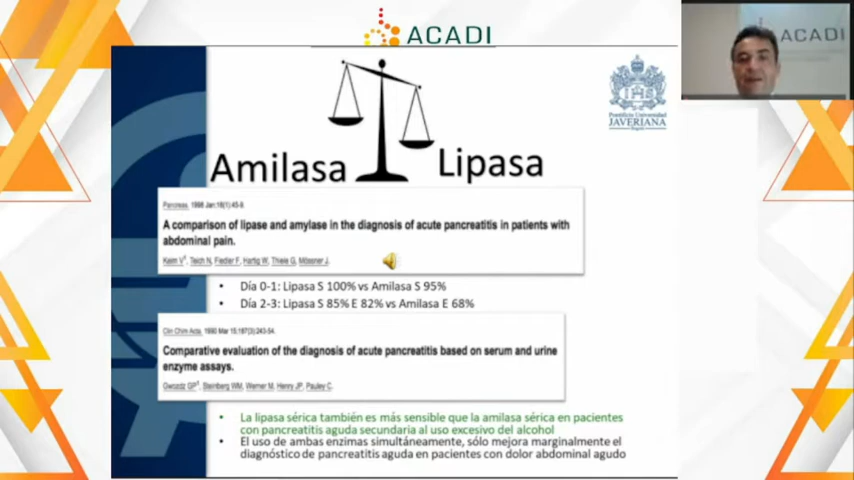 ACADI
ACADI
IHS
Pontificia Universidad
JAVERIANA
Bogotá
Amilasa
Lipasa
Pancreas. 1998 Jan;16(1):45-9.
A comparison of lipase and amylase in the diagnosis of acute pancreatitis in patients with
abdominal pain.
Keim V, Teich N, Fiedler F, Hartig W, Thiele G, Mössner J.
• Día 0-1: Lipasa S 100% vs Amilasa S 95%
• Día 2-3: Lipasa S 85% E 82% vs Amilasa E 68%
Clin Chim Acta. 1990 Mar 15;187(3):243-54.
Comparative evaluation of the diagnosis of acute pancreatitis based on serum and urine
enzyme assays.
Gwozdz GP, Steinberg WM, Werner M, Henry JP, Pauley C.
• La lipasa sérica también es más sensible que la amilasa sérica en pacientes
con pancreatitis aguda secundaria al uso excesivo del alcohol
• El uso de ambas enzimas simultáneamente, sólo mejora marginalmente el
diagnóstico de pancreatitis aguda en pacientes con dolor abdominal agudo